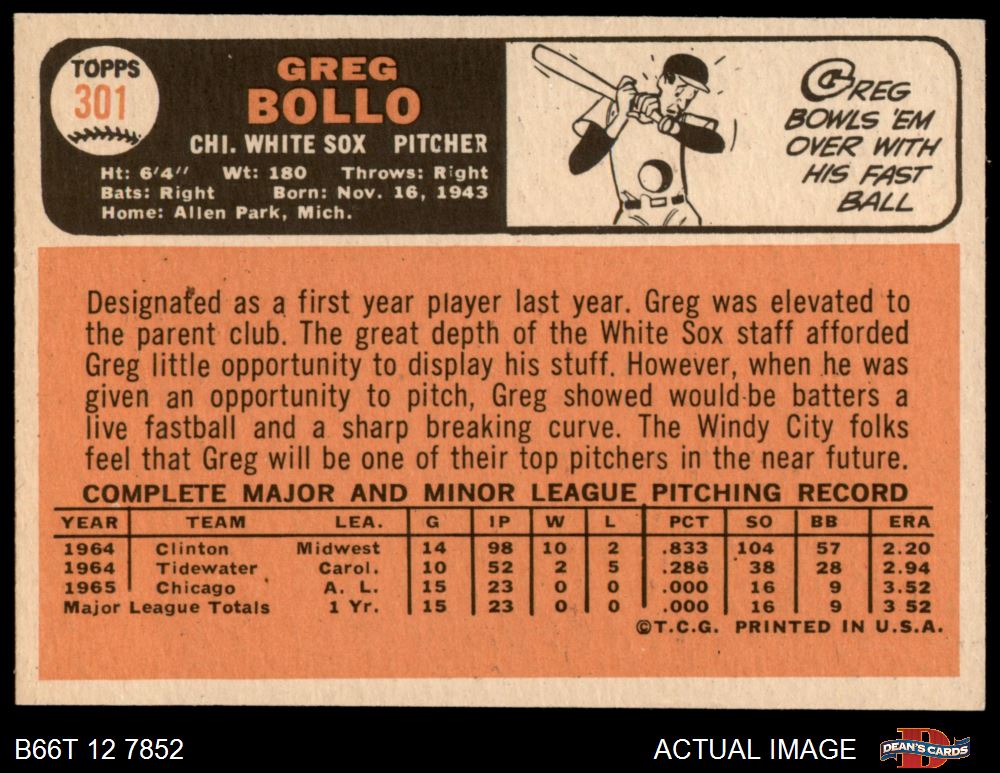 TOPPS
301
GREG
BOLLO
CHI. WHITE SOX PITCHER
Ht: 6'4" Wt: 180 Throws: Right
Bats: Right Born: Nov. 16, 1943
Home: Allen Park, Mich.
GREG
BOWLS 'EM
OVER WITH
HIS FAST
BALL
Designated as a first year player last year. Greg was elevated to
the parent club. The great depth of the White Sox staff afforded
Greg little opportunity to display his stuff. However, when he was
given an opportunity to pitch, Greg showed would-be batters a
live fastball and a sharp breaking curve. The Windy City folks
feel that Greg will be one of their top pitchers in the near future.
COMPLETE MAJOR AND MINOR LEAGUE PITCHING RECORD
YEAR TEAM LEA. G IP W L PCT SO BB ERA
1964 Clinton Midwest 14 98 10 2 .833 104 57 2.20
1964 Tidewater Carol. 10 52 2 5 .286 38 28 2.94
1965 Chicago A. L. 15 23 0 0 .000 16 9 3.52
Major League Totals 1 Yr. 15 23 0 0 .000 16 9 3 52
©T.C.G. PRINTED IN U.S.A.
B66T 12 7852 ACTUAL IMAGE DEAN'S CARDS